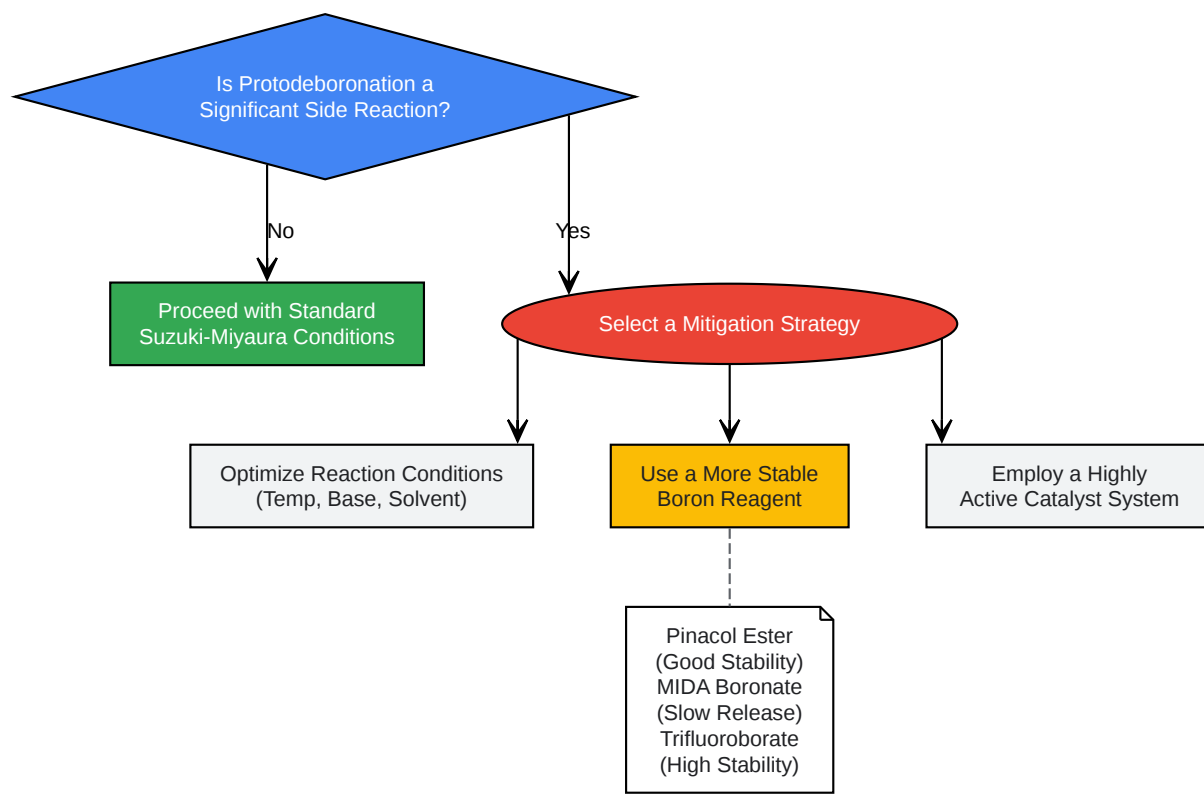 Is Protodeboronation a
Significant Side Reaction?
No
Yes
Proceed with Standard
Suzuki-Miyaura Conditions
Select a Mitigation Strategy
Optimize Reaction Conditions
(Temp, Base, Solvent)
Use a More Stable
Boron Reagent
Employ a Highly
Active Catalyst System
Pinacol Ester
(Good Stability)
MIDA Boronate
(Slow Release)
Trifluoroborate
(High Stability)